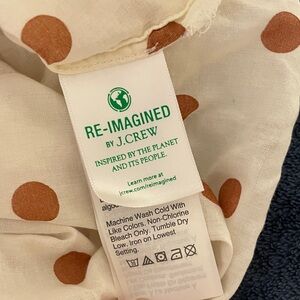 RE-IMAGINED
BY J.CREW
INSPIRED BY THE PLANET
AND ITS PEOPLE.
Learn more at
jcrew.com/reimagined
Machine Wash Cold With
Like Colors. Non-Chlorine
Bleach Only. Tumble Dry
Low. Iron on Lowest
Setting.